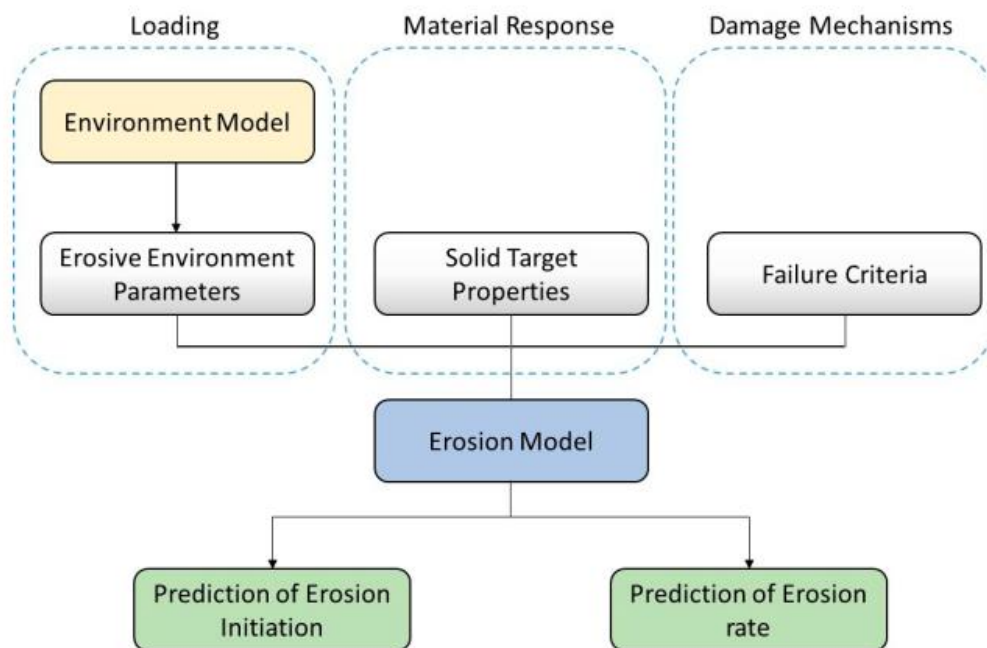 Loading
Material Response
Damage Mechanisms
Environment Model
Erosive Environment
Parameters
Solid Target
Properties
Failure Criteria
Erosion Model
Prediction of Erosion
Initiation
Prediction of Erosion
rate